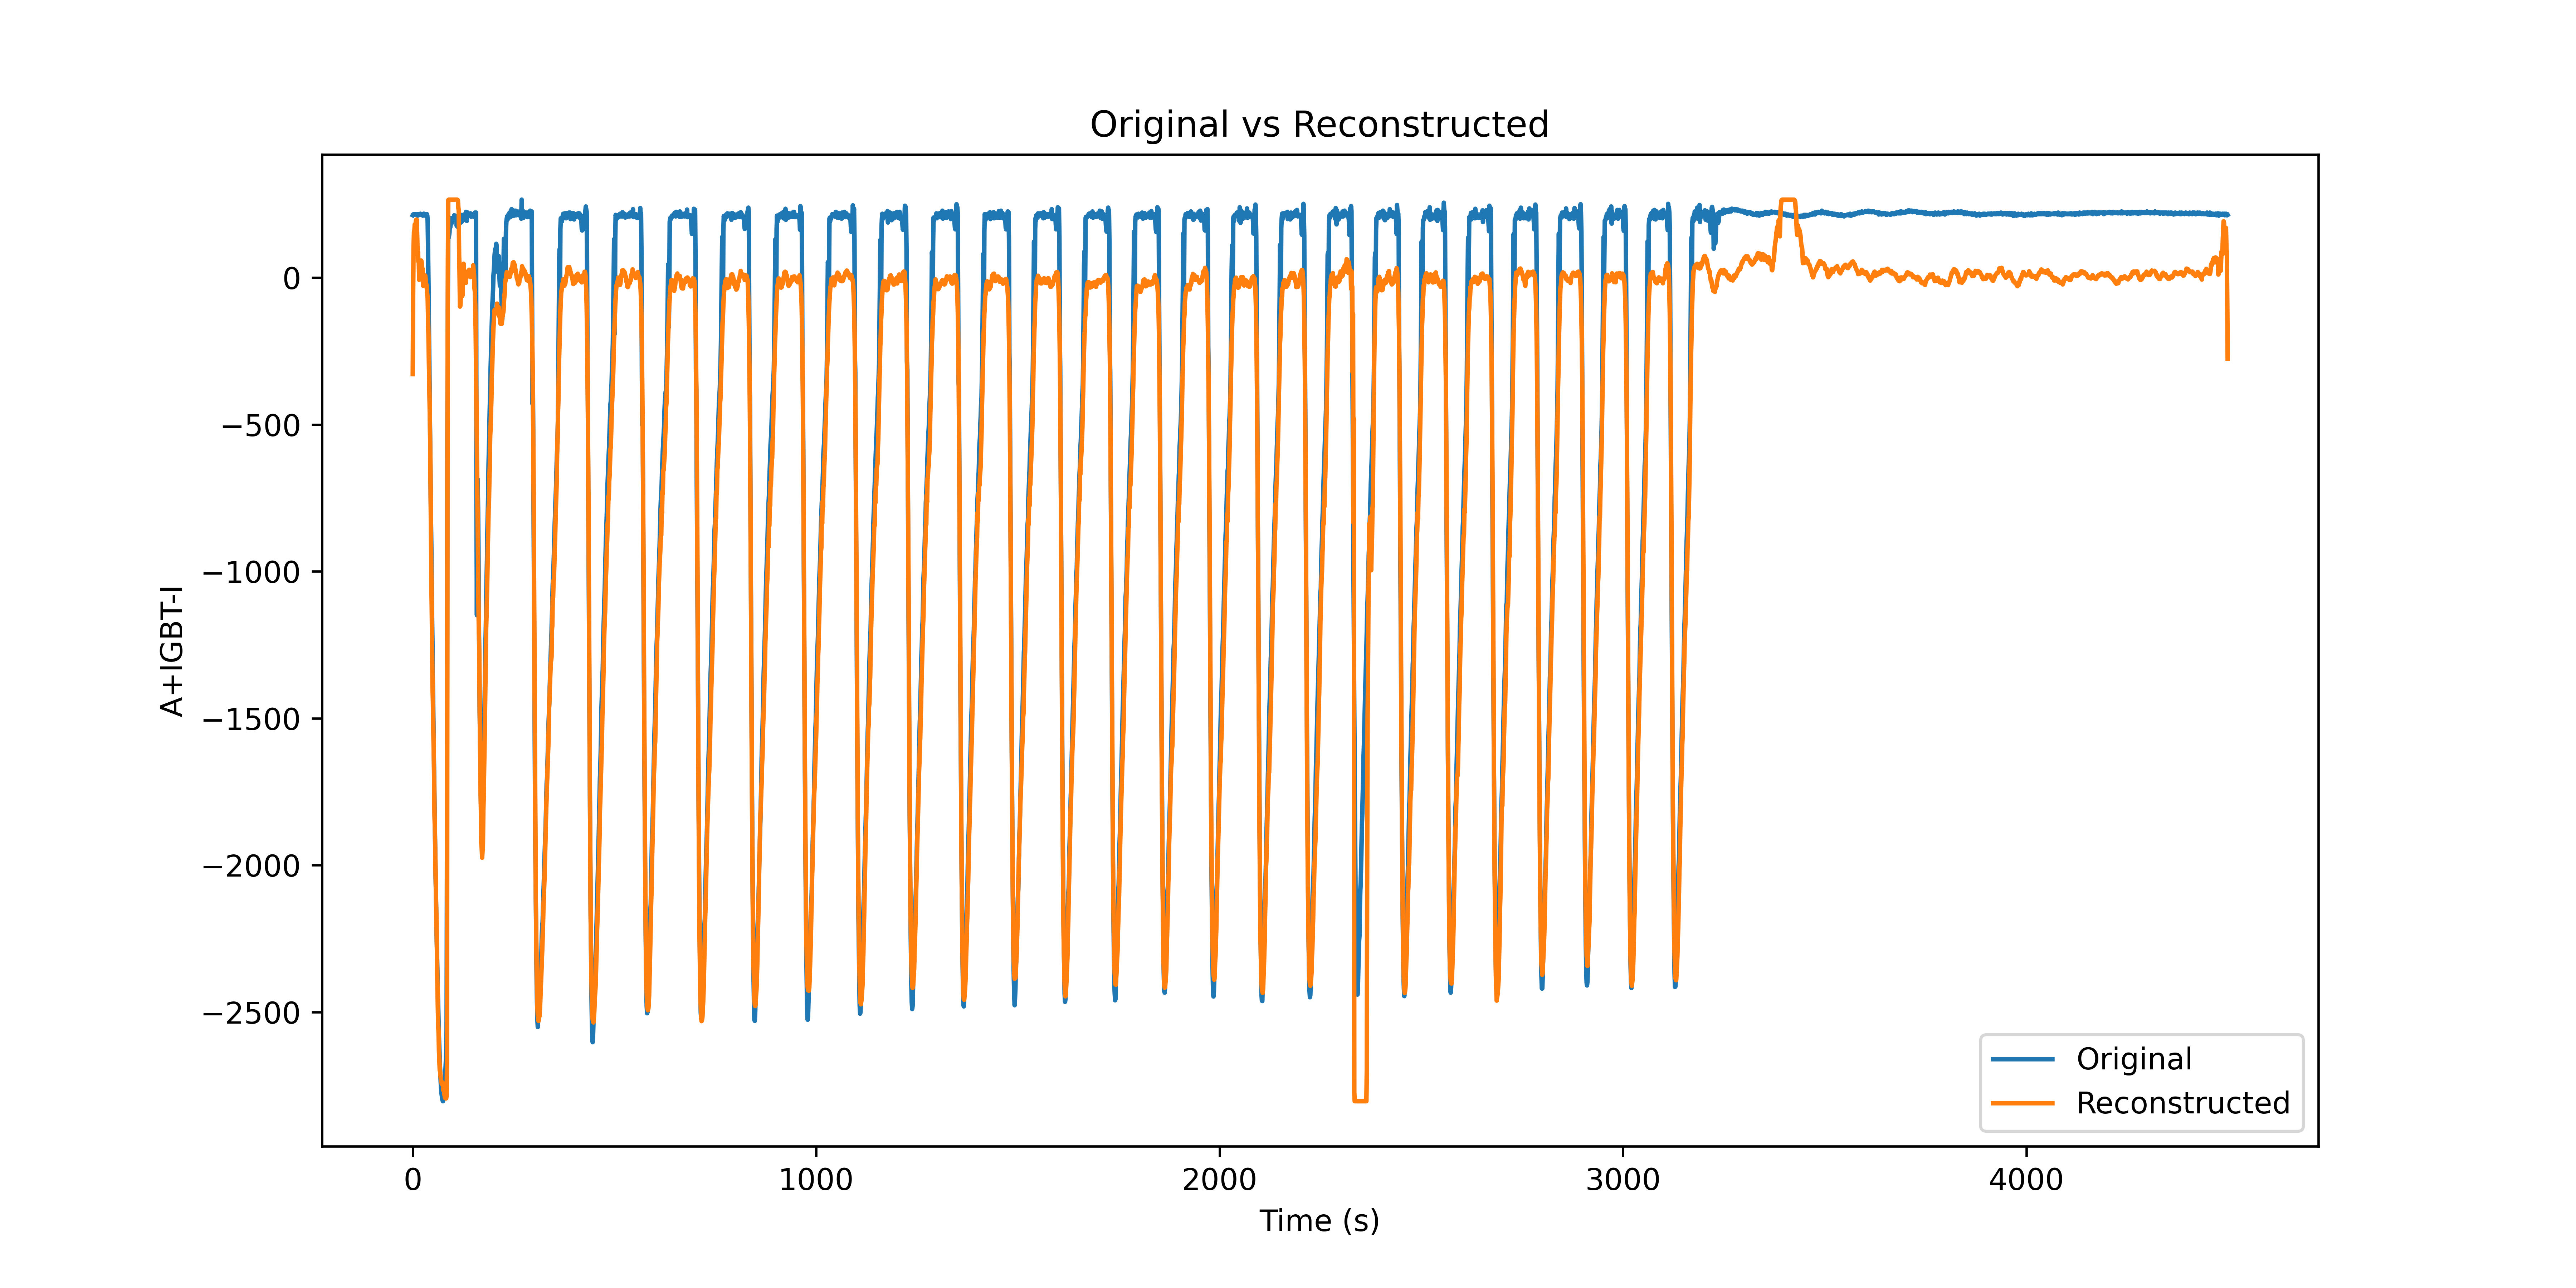 Original vs Reconstructed
A+IGBT-I
0
−500
−1000
−1500
−2000
−2500
0
1000
2000
3000
4000
Time (s)
Original
Reconstructed